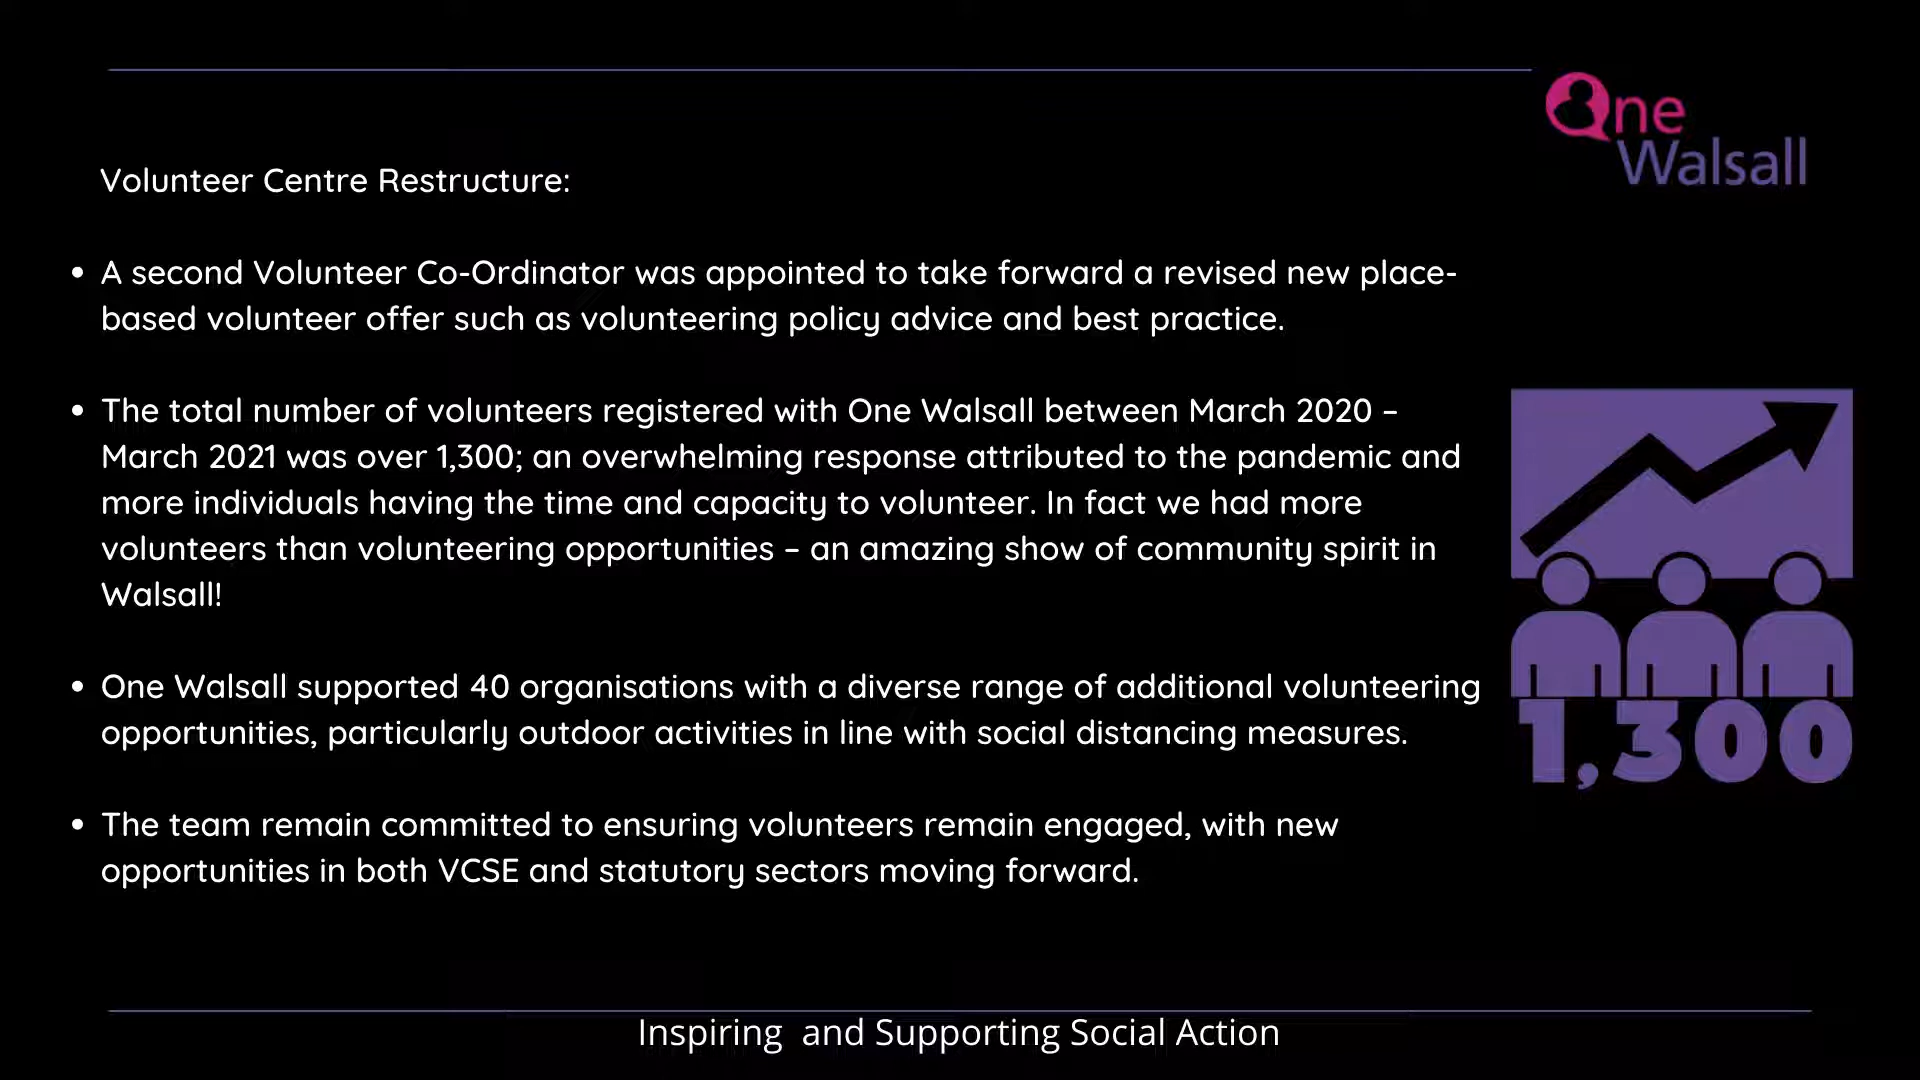 One
Walsall
Volunteer Centre Restructure:
• A second Volunteer Co-Ordinator was appointed to take forward a revised new place-
based volunteer offer such as volunteering policy advice and best practice.
• The total number of volunteers registered with One Walsall between March 2020 –
March 2021 was over 1,300; an overwhelming response attributed to the pandemic and
more individuals having the time and capacity to volunteer. In fact we had more
volunteers than volunteering opportunities – an amazing show of community spirit in
Walsall!
• One Walsall supported 40 organisations with a diverse range of additional volunteering
opportunities, particularly outdoor activities in line with social distancing measures.
• The team remain committed to ensuring volunteers remain engaged, with new
opportunities in both VCSE and statutory sectors moving forward.
1,300
Inspiring  and Supporting Social Action